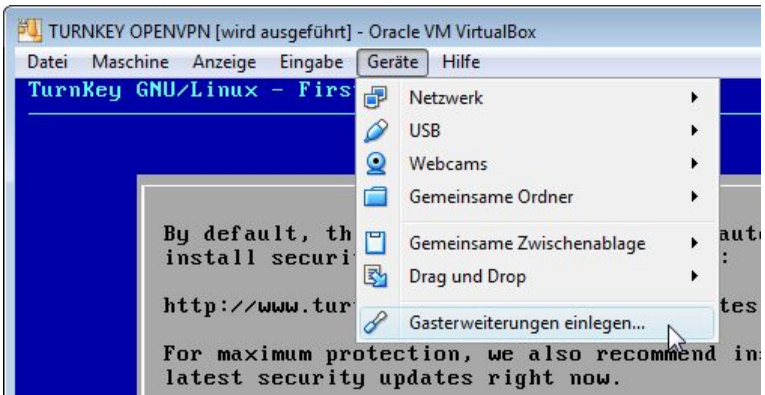 TURNKEY OPENVPN [wird ausgeführt] - Oracle VM VirtualBox
Datei Maschine Anzeige Eingabe Geräte Hilfe
TurnKey GNU/Linux - Firs
Netzwerk
USB
Webcams
Gemeinsame Ordner
Gemeinsame Zwischenablage
Drag und Drop
Gasterweiterungen einlegen...
By default, th aut
install securi :
http://www.tur tes
For maximum protection, we also recommend in
latest security updates right now.